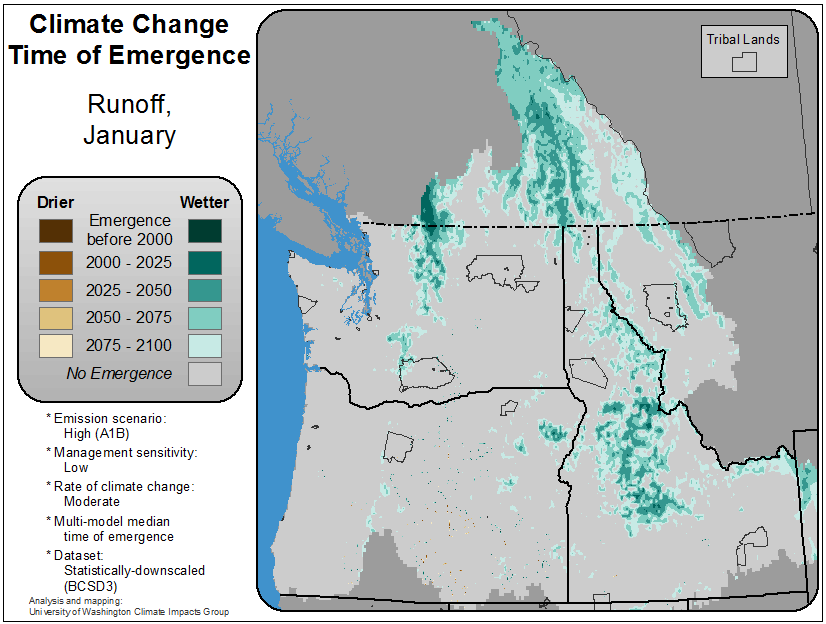 Climate Change
Time of Emergence
Runoff,
January
Drier
Wetter
Emergence
before 2000
2000 - 2025
2025 - 2050
2050 - 2075
2075 - 2100
No Emergence
* Emission scenario:
High (A1B)
* Management sensitivity:
Low
* Rate of climate change:
Moderate
* Multi-model median
time of emergence
* Dataset:
Statistically-downscaled
(BCSD3)
Analysis and mapping:
University of Washington Climate Impacts Group
Tribal Lands